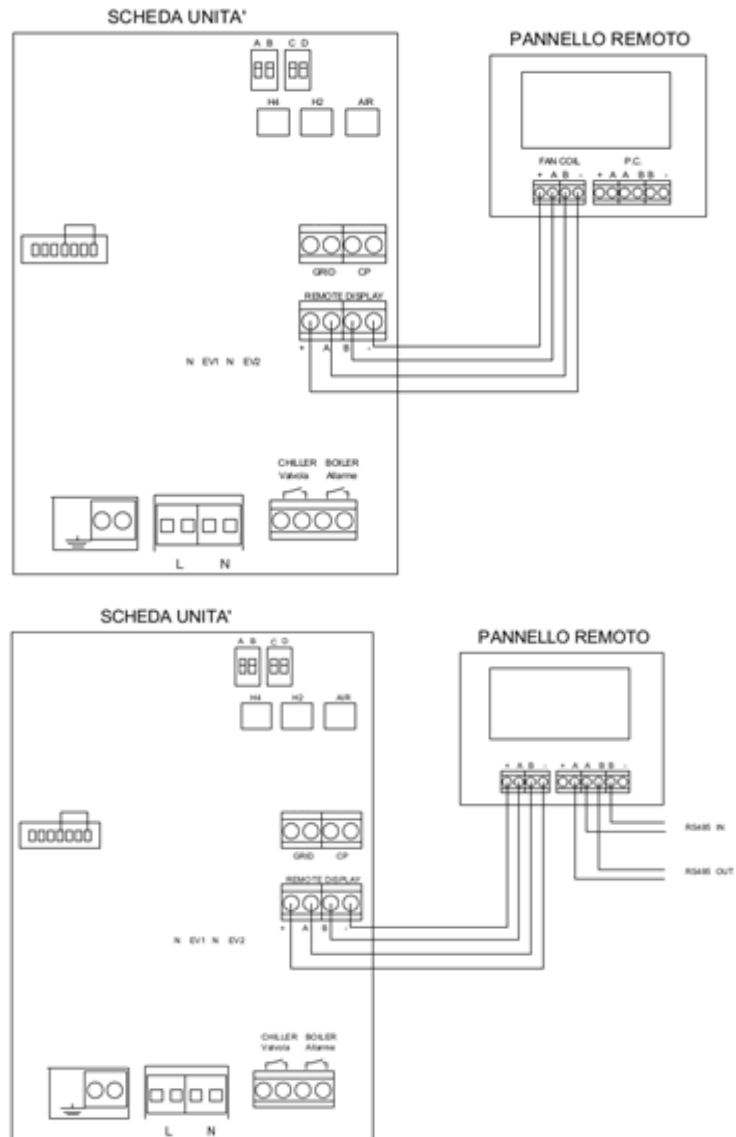 SCHEDA UNITA'
PANNELLO REMOTO
A B C D
H4 H2 AIR
FAN COIL P.C.
+ A B - + A A B B -
GRID CP
REMOTE DISPLAY
+ A B -
N EV1 N EV2
CHILLER BOILER
Valvola Allarme
L N
SCHEDA UNITA'
PANNELLO REMOTO
A B C D
H4 H2 AIR
+ A B - + A A B B -
RS485 IN
GRID CP
RS485 OUT
REMOTE DISPLAY
+ A B -
N EV1 N EV2
CHILLER BOILER
Valvola Allarme
L N